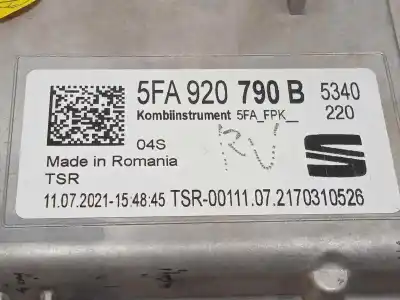 5FA 920 790 B 5340
Kombiinstrument 5FA_FPK__ 220
04S
Made in Romania
TSR
11.07.2021-15:48:45 TSR-00111.07.2170310526